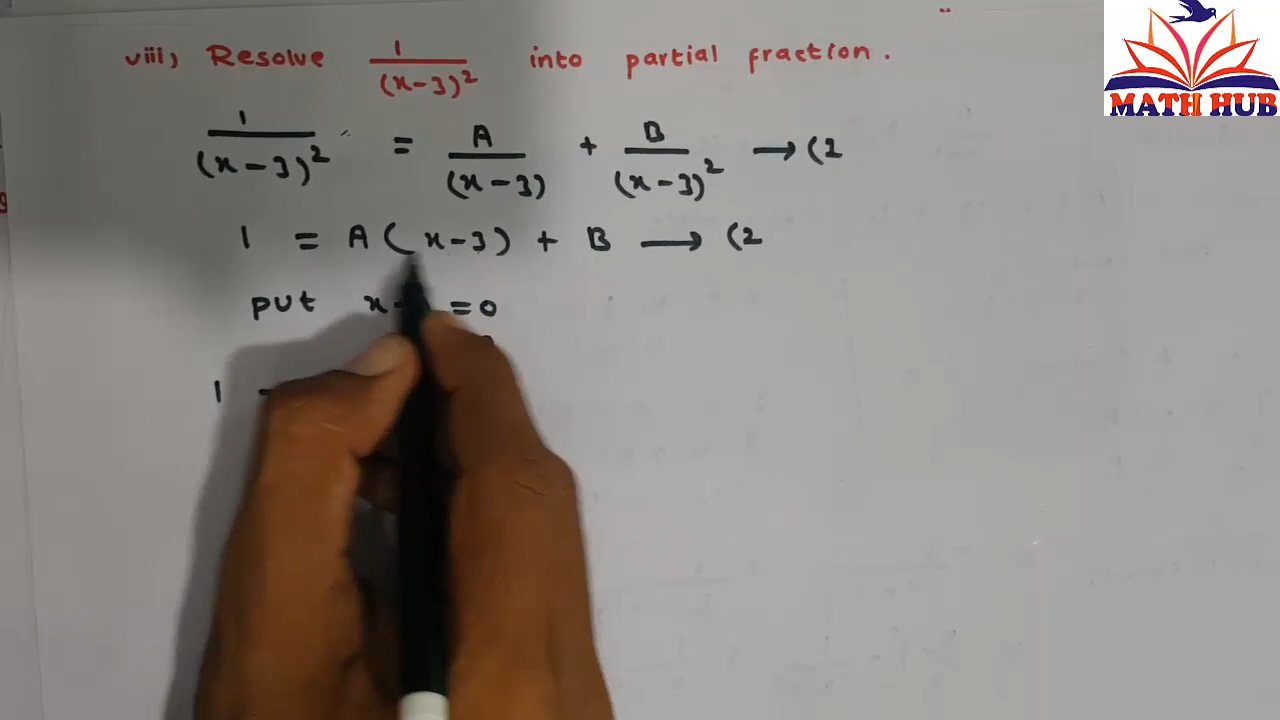 viii) Resolve 1/(x-3)² into partial fraction.
MATH HUB
1/(x-3)² = A/(x-3) + B/(x-3)² → (2
1 = A(x-3) + B → (2
put x- =0
1